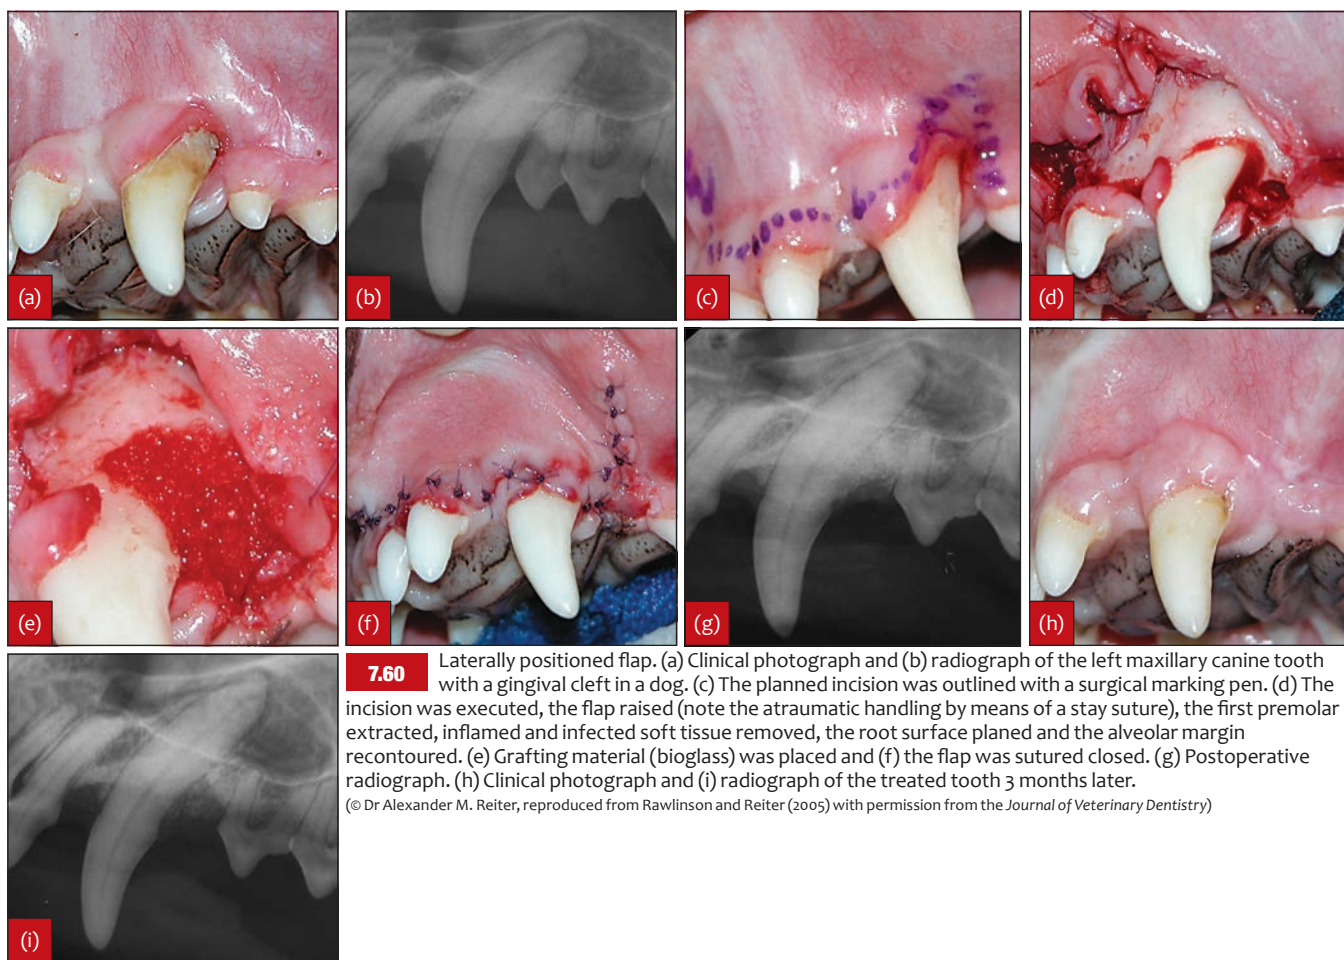 (a)
(b)
(c)
(d)
(e)
(f)
(g)
(h)
(i)
7.60 Laterally positioned flap. (a) Clinical photograph and (b) radiograph of the left maxillary canine tooth
with a gingival cleft in a dog. (c) The planned incision was outlined with a surgical marking pen. (d) The
incision was executed, the flap raised (note the atraumatic handling by means of a stay suture), the first premolar
extracted, inflamed and infected soft tissue removed, the root surface planed and the alveolar margin
recontoured. (e) Grafting material (bioglass) was placed and (f) the flap was sutured closed. (g) Postoperative
radiograph. (h) Clinical photograph and (i) radiograph of the treated tooth 3 months later.
(© Dr Alexander M. Reiter, reproduced from Rawlinson and Reiter (2005) with permission from the Journal of Veterinary Dentistry)